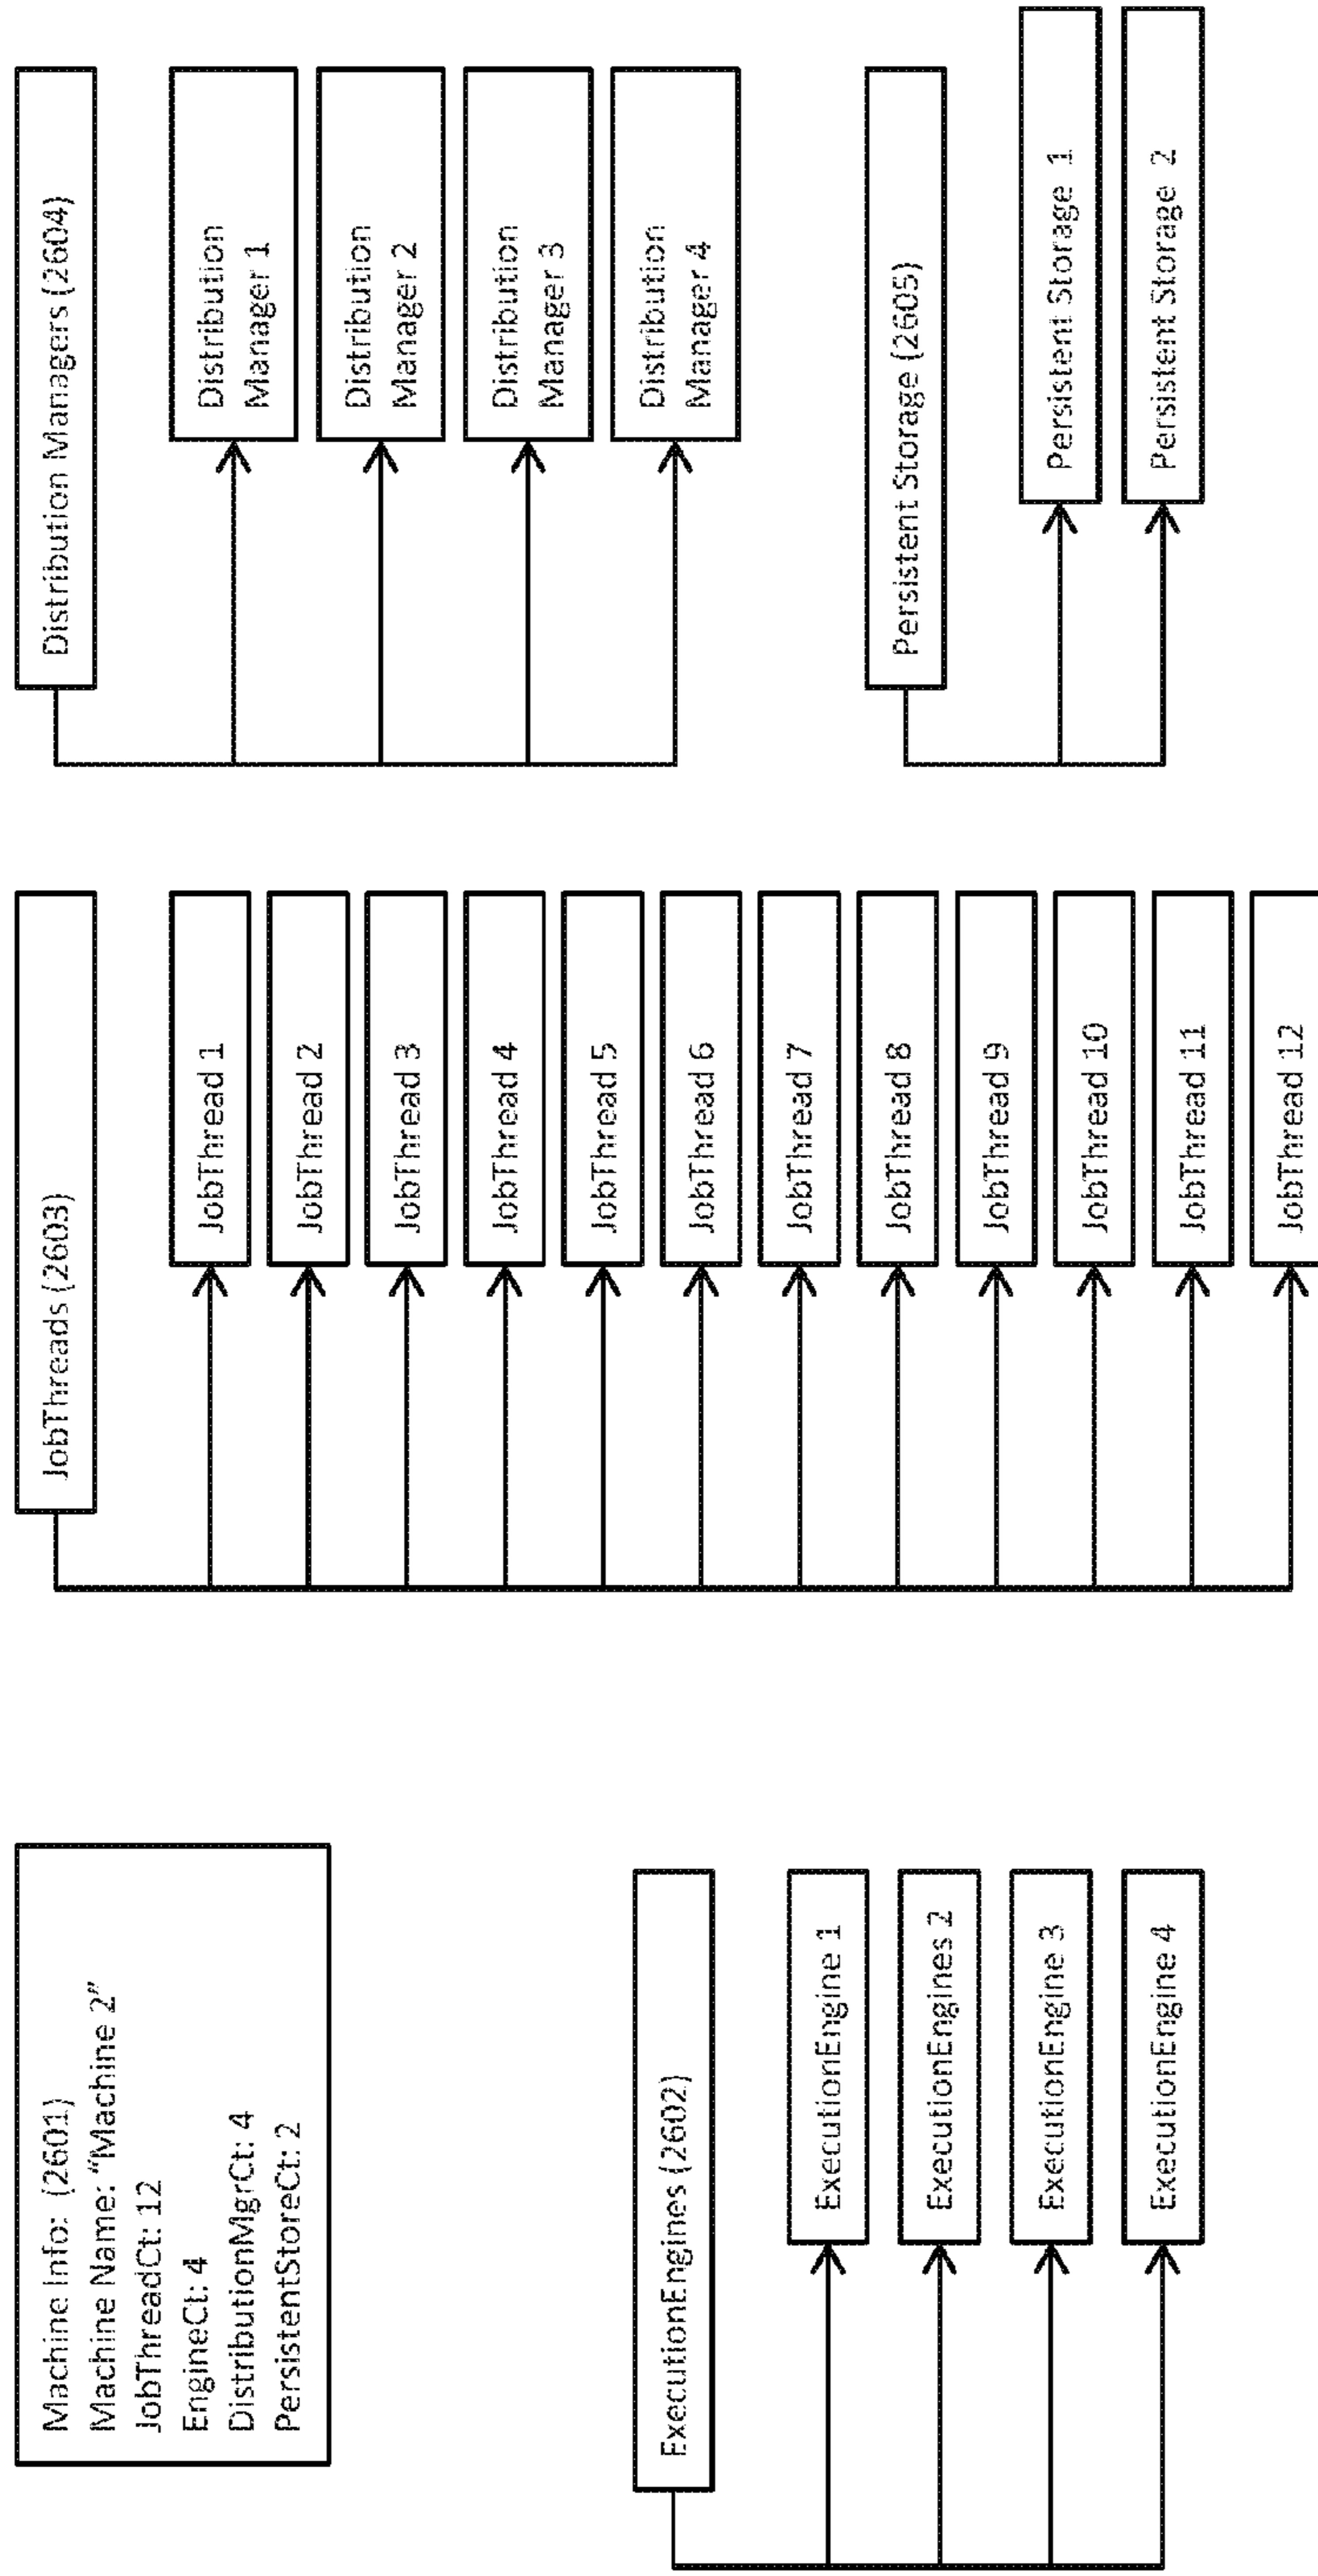 Machine Info:  (2601)
Machine Name: “Machine 2”
JobThreadCt: 12
EngineCt: 4
DistributionMgrCt: 4
PersistentStoreCt: 2
ExecutionEngines (2602)
ExecutionEngine 1
ExecutionEngines 2
ExecutionEngine 3
ExecutionEngine 4
JobThreads (2603)
JobThread 1
JobThread 2
JobThread 3
JobThread 4
JobThread 5
JobThread 6
JobThread 7
JobThread 8
JobThread 9
JobThread 10
JobThread 11
JobThread 12
Distribution Managers (2604)
Distribution
Manager 1
Distribution
Manager 2
Distribution
Manager 3
Distribution
Manager 4
Persistent Storage (2605)
Persistent Storage  1
Persistent Storage  2